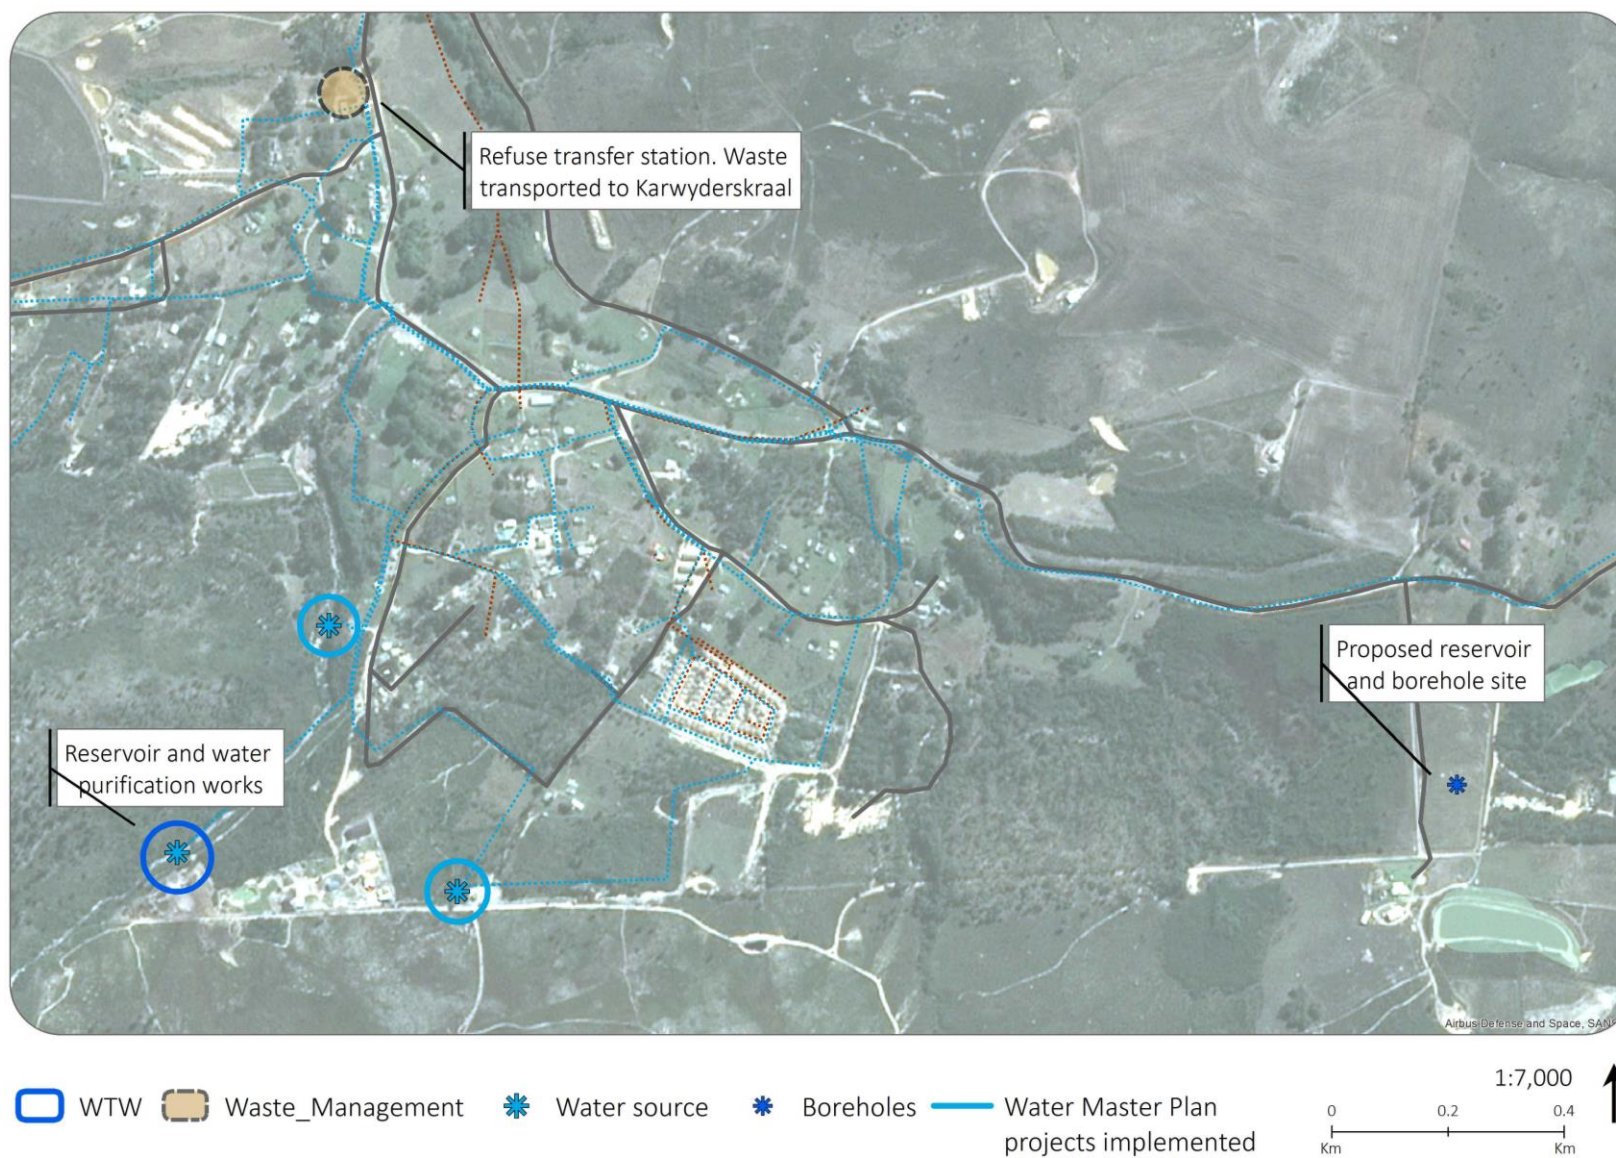 Refuse transfer station. Waste
transported to Karwyderskraal
Proposed reservoir
and borehole site
Reservoir and water
purification works
Airbus Defense and Space,
WTW
Waste_Management
Water source
Boreholes
Water Master Plan
projects implemented
1:7,000
0 0.2 0.4
Km Km